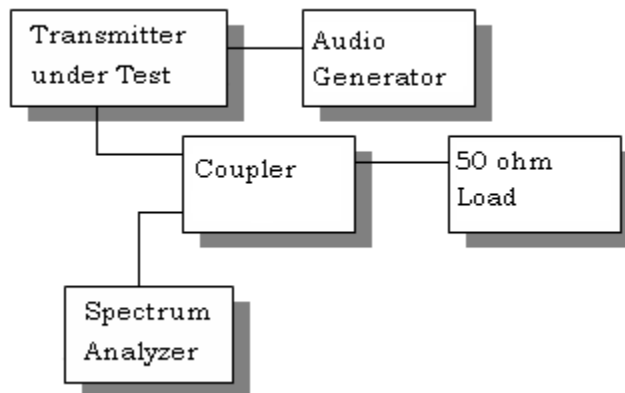 Transmitter
under Test
Audio
Generator
Coupler
50 ohm
Load
Spectrum
Analyzer